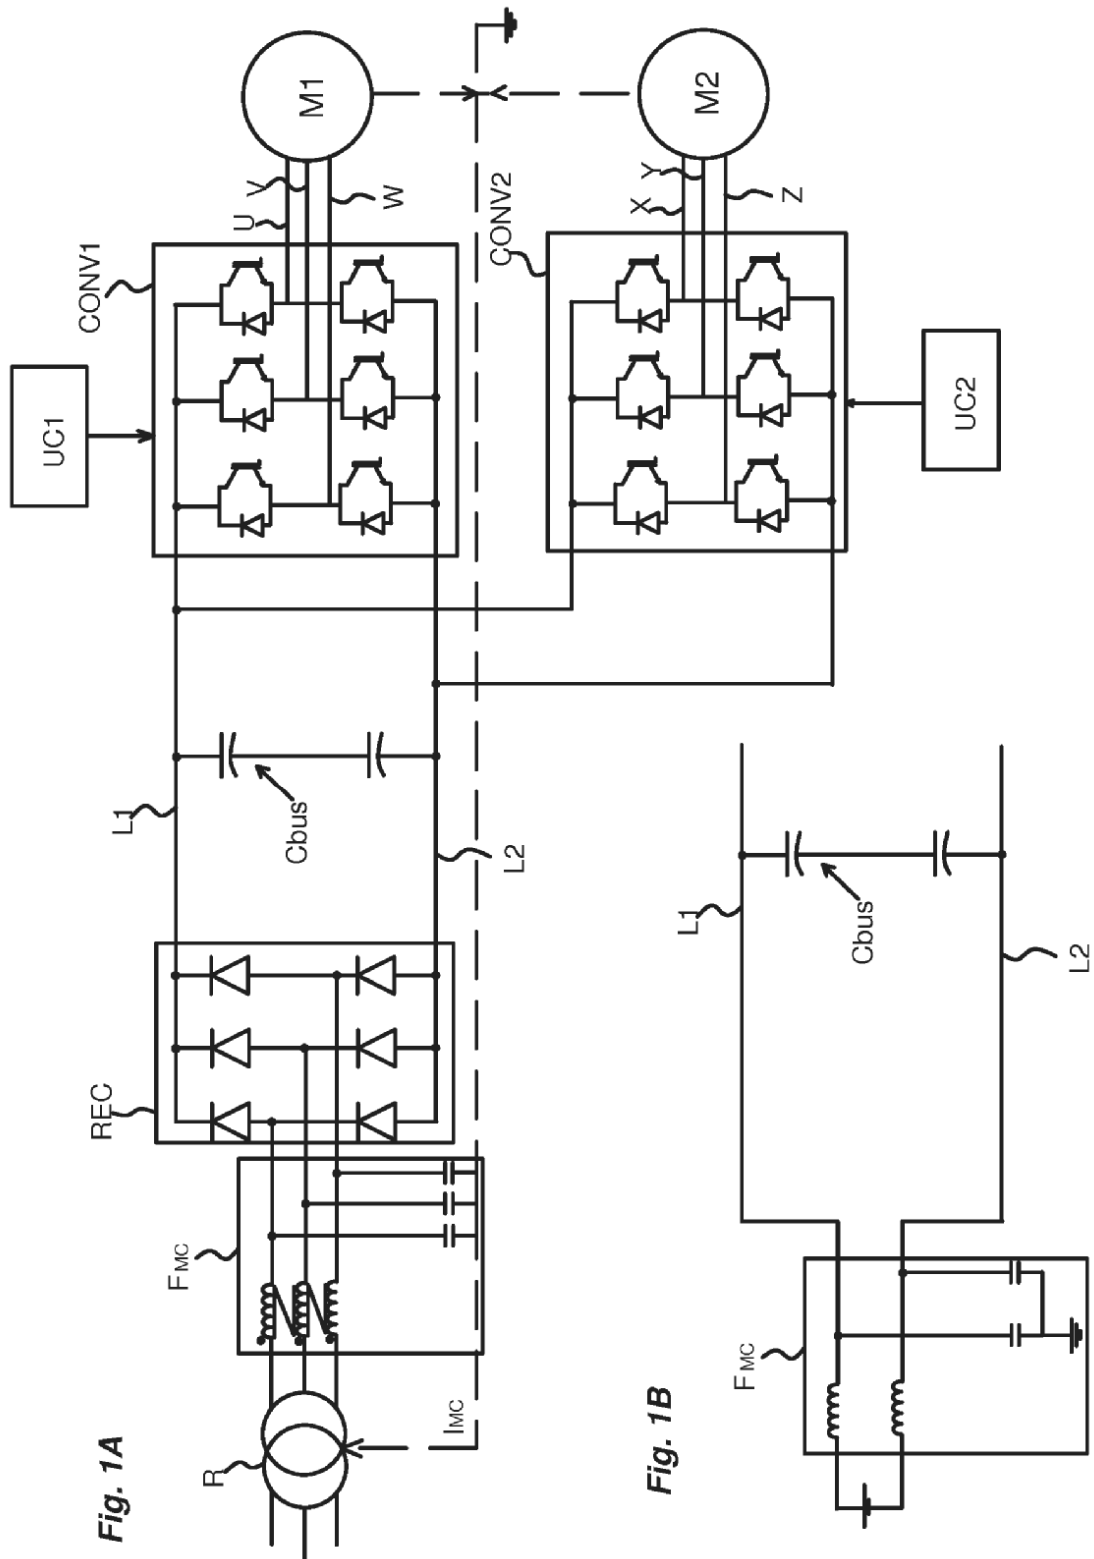 Fig. 1A
R
IMC
FMC
REC
L1
Cbus
L2
UC1
CONV1
U
V
W
M1
CONV2
X
Y
Z
M2
UC2
Fig. 1B
FMC
L1
Cbus
L2